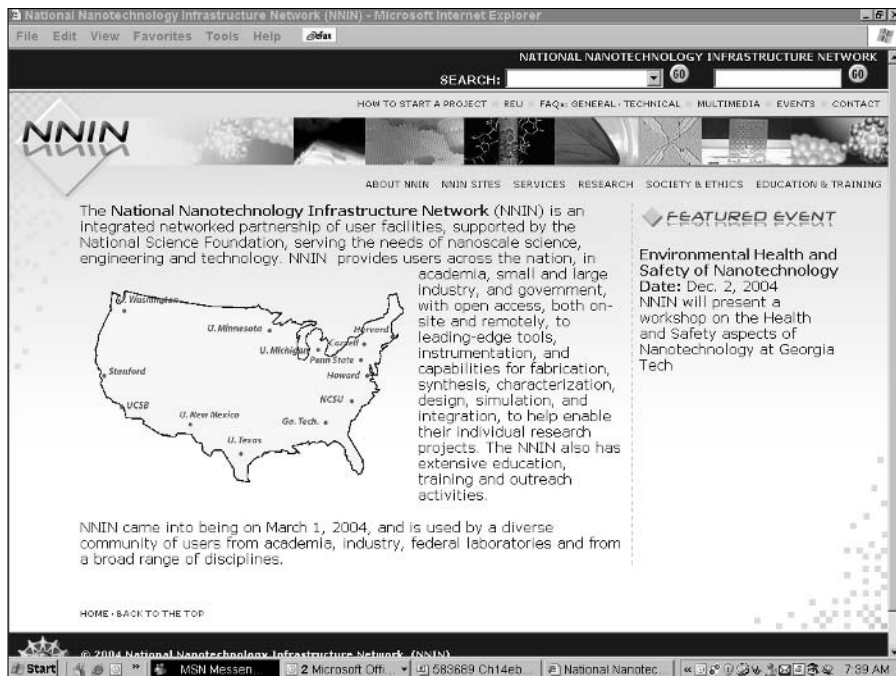 National Nanotechnology Infrastructure Network (NNIN) - Microsoft Internet Explorer
File Edit View Favorites Tools Help eFax
NATIONAL NANOTECHNOLOGY INFRASTRUCTURE NETWORK
SEARCH: GO GO
HOW TO START A PROJECT REU FAQs: GENERAL · TECHNICAL MULTIMEDIA EVENTS CONTACT
NNIN
ABOUT NNIN NNIN SITES SERVICES RESEARCH SOCIETY & ETHICS EDUCATION & TRAINING
The National Nanotechnology Infrastructure Network (NNIN) is an
integrated networked partnership of user facilities, supported by the
National Science Foundation, serving the needs of nanoscale science,
engineering and technology. NNIN provides users across the nation, in
academia, small and large
industry, and government,
with open access, both on-
site and remotely, to
leading-edge tools,
instrumentation, and
capabilities for fabrication,
synthesis, characterization,
design, simulation, and
integration, to help enable
their individual research
projects. The NNIN also has
extensive education,
training and outreach
activities.
U. Washington
U. Minnesota
Harvard
U. Michigan
Cornell
Penn State
Stanford
Howard
UCSB
NCSU
U. New Mexico
Ga. Tech.
U. Texas
NNIN came into being on March 1, 2004, and is used by a diverse
community of users from academia, industry, federal laboratories and from
a broad range of disciplines.
FEATURED EVENT
Environmental Health and
Safety of Nanotechnology
Date: Dec. 2, 2004
NNIN will present a
workshop on the Health
and Safety aspects of
Nanotechnology at Georgia
Tech
HOME · BACK TO THE TOP
© 2004 National Nanotechnology Infrastructure Network (NNIN)
Start » MSN Messen... 2 Microsoft Offi... 583689 Ch14eb... National Nanotec... « 7:39 AM